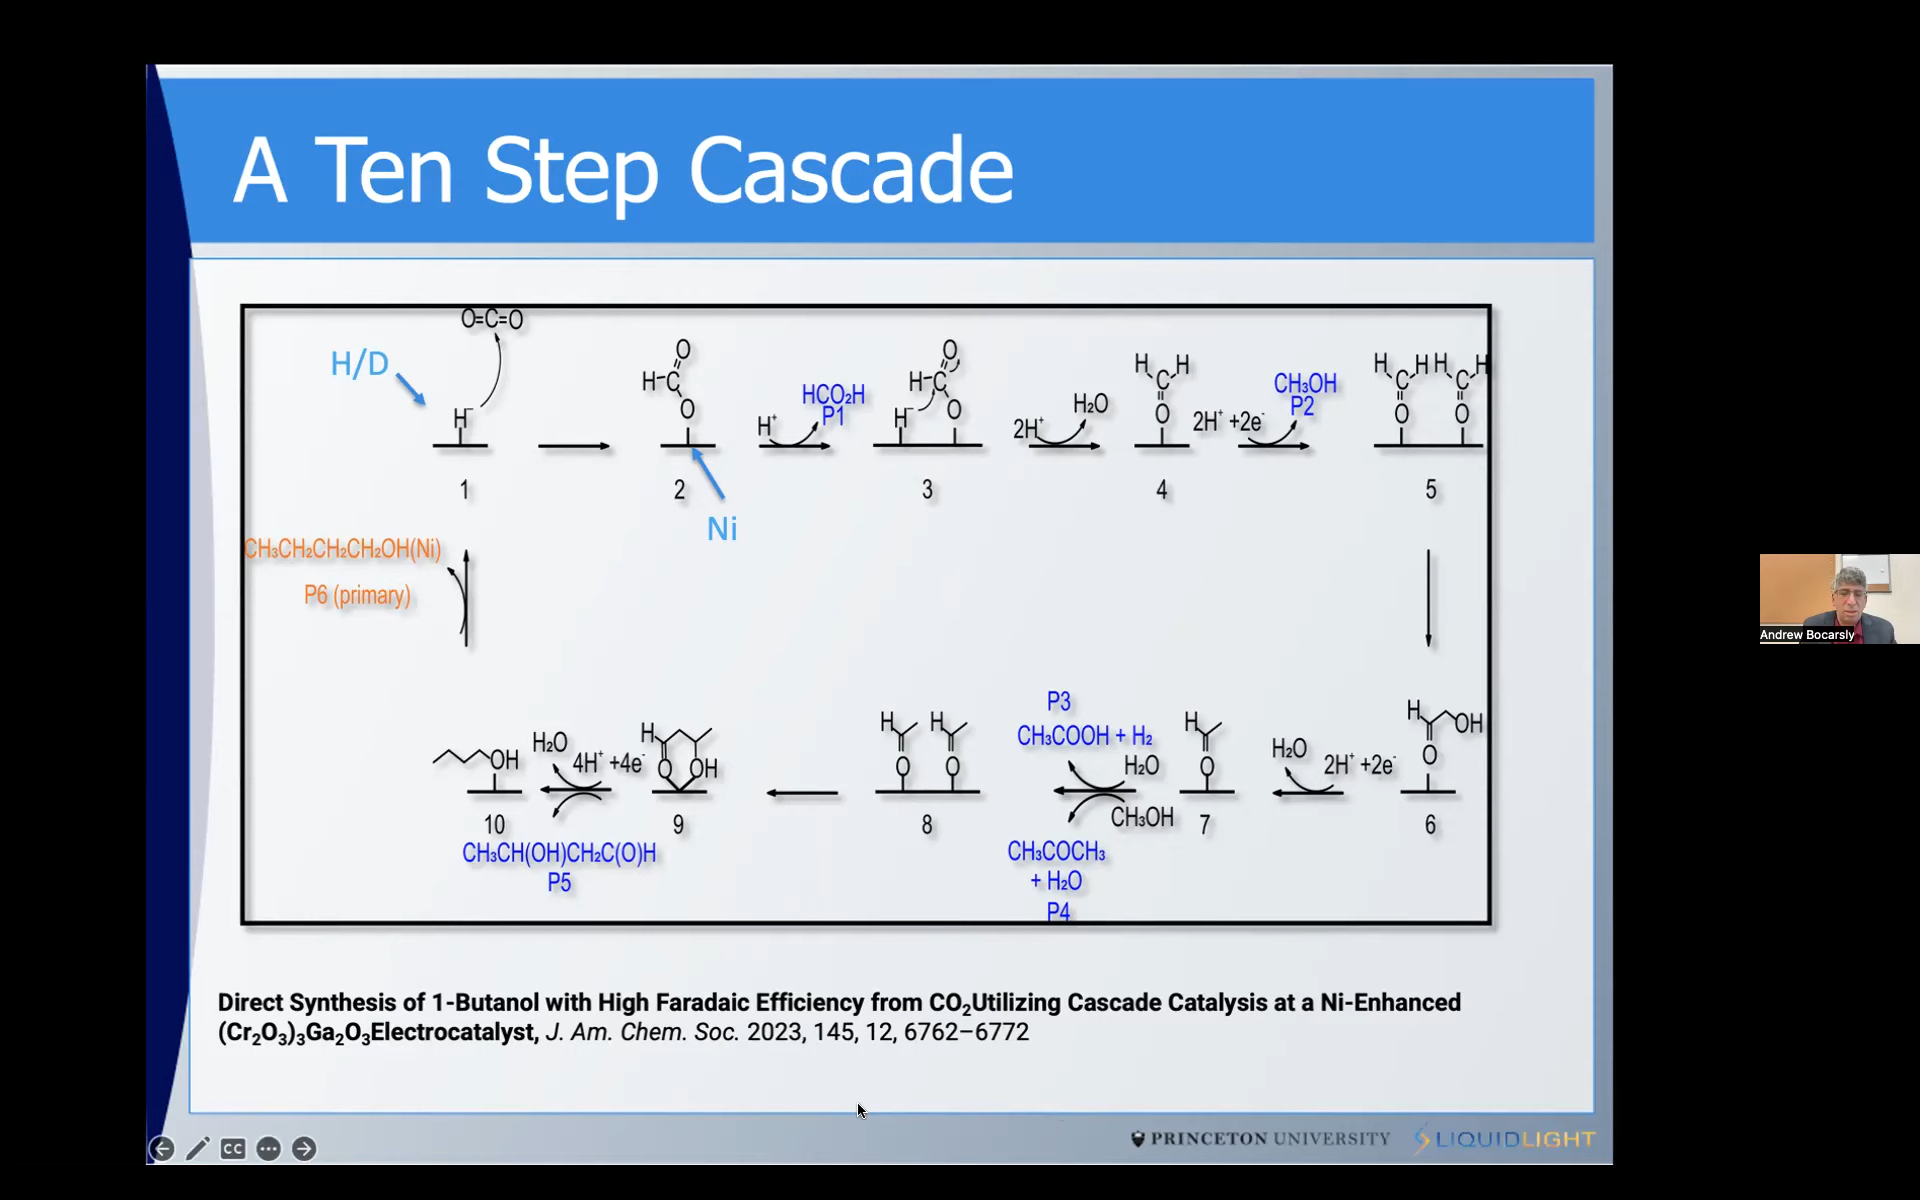 A Ten Step Cascade
O=C=O
H/D
H⁻
1
H-C
O
O
2
Ni
H⁺
HCO₂H
P1
H-C
O
O
H⁻
3
2H⁺
H₂O
H H
C
O
4
2H⁺ +2e⁻
CH₃OH
P2
H H H H
C C
O O
5
H
OH
O
6
2H⁺ +2e⁻
H₂O
H
O
7
P3
CH₃COOH + H₂
H₂O
CH₃OH
CH₃COCH₃
+ H₂O
P4
H H
O O
8
H
O OH
9
4H⁺ +4e⁻
H₂O
CH₃CH(OH)CH₂C(O)H
P5
OH
10
CH₃CH₂CH₂CH₂OH(Ni)
P6 (primary)
Direct Synthesis of 1-Butanol with High Faradaic Efficiency from CO₂Utilizing Cascade Catalysis at a Ni-Enhanced
(Cr₂O₃)₃Ga₂O₃Electrocatalyst, J. Am. Chem. Soc. 2023, 145, 12, 6762–6772
PRINCETON UNIVERSITY
LIQUIDLIGHT
CC
Andrew Bocarsly